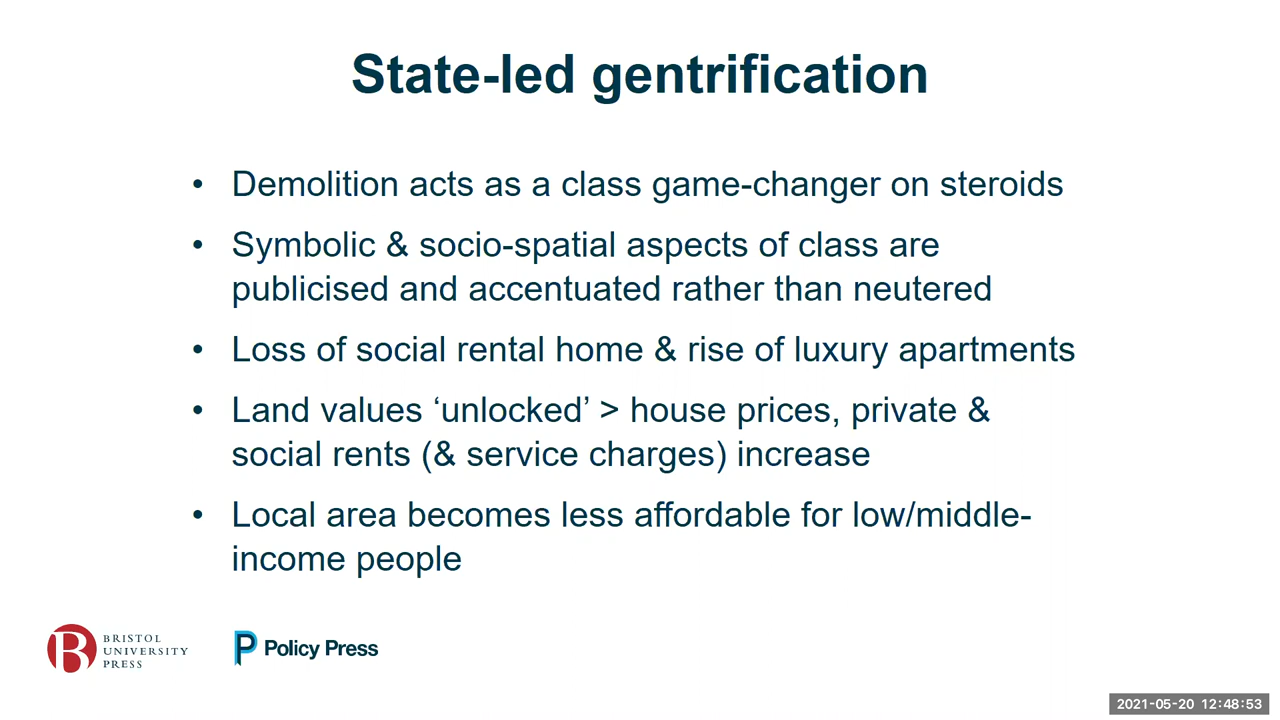 State-led gentrification
• Demolition acts as a class game-changer on steroids
• Symbolic & socio-spatial aspects of class are
publicised and accentuated rather than neutered
• Loss of social rental home & rise of luxury apartments
• Land values ‘unlocked’ > house prices, private &
social rents (& service charges) increase
• Local area becomes less affordable for low/middle-
income people
B BRISTOL
UNIVERSITY
PRESS
P Policy Press
2021-05-20 12:48:53